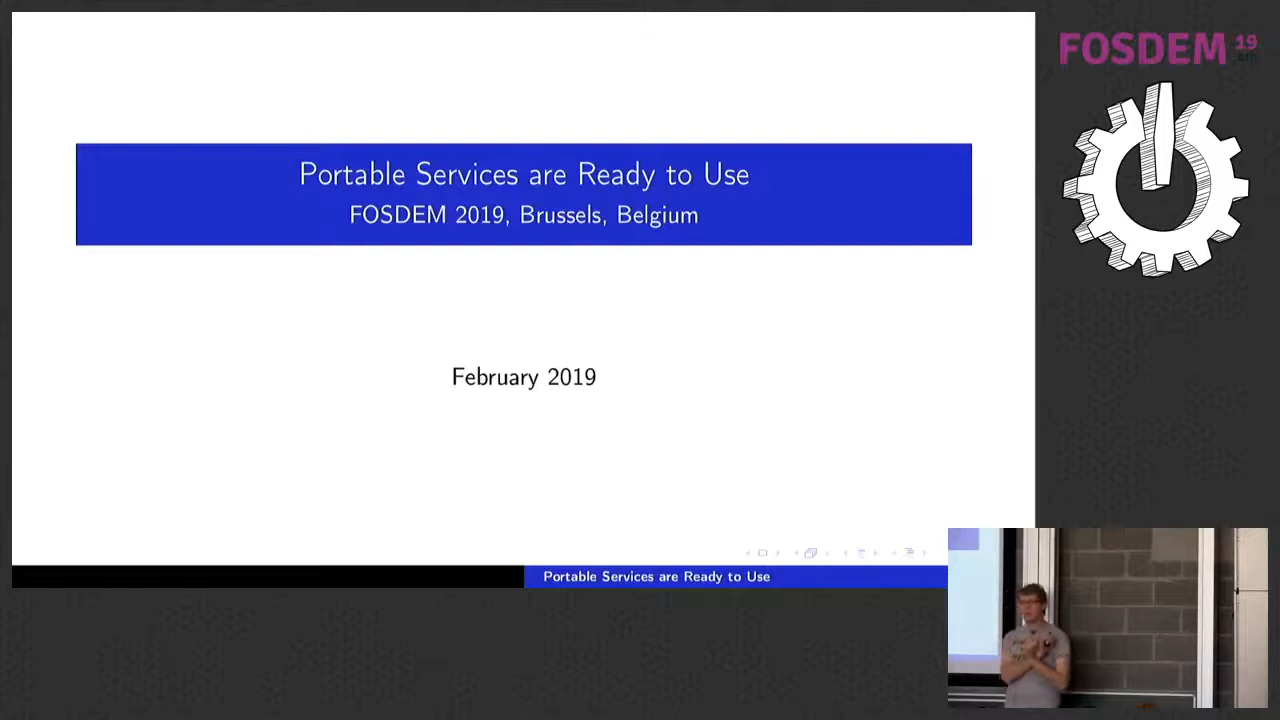 Portable Services are Ready to Use
FOSDEM 2019, Brussels, Belgium
February 2019
Portable Services are Ready to Use
FOSDEM 19